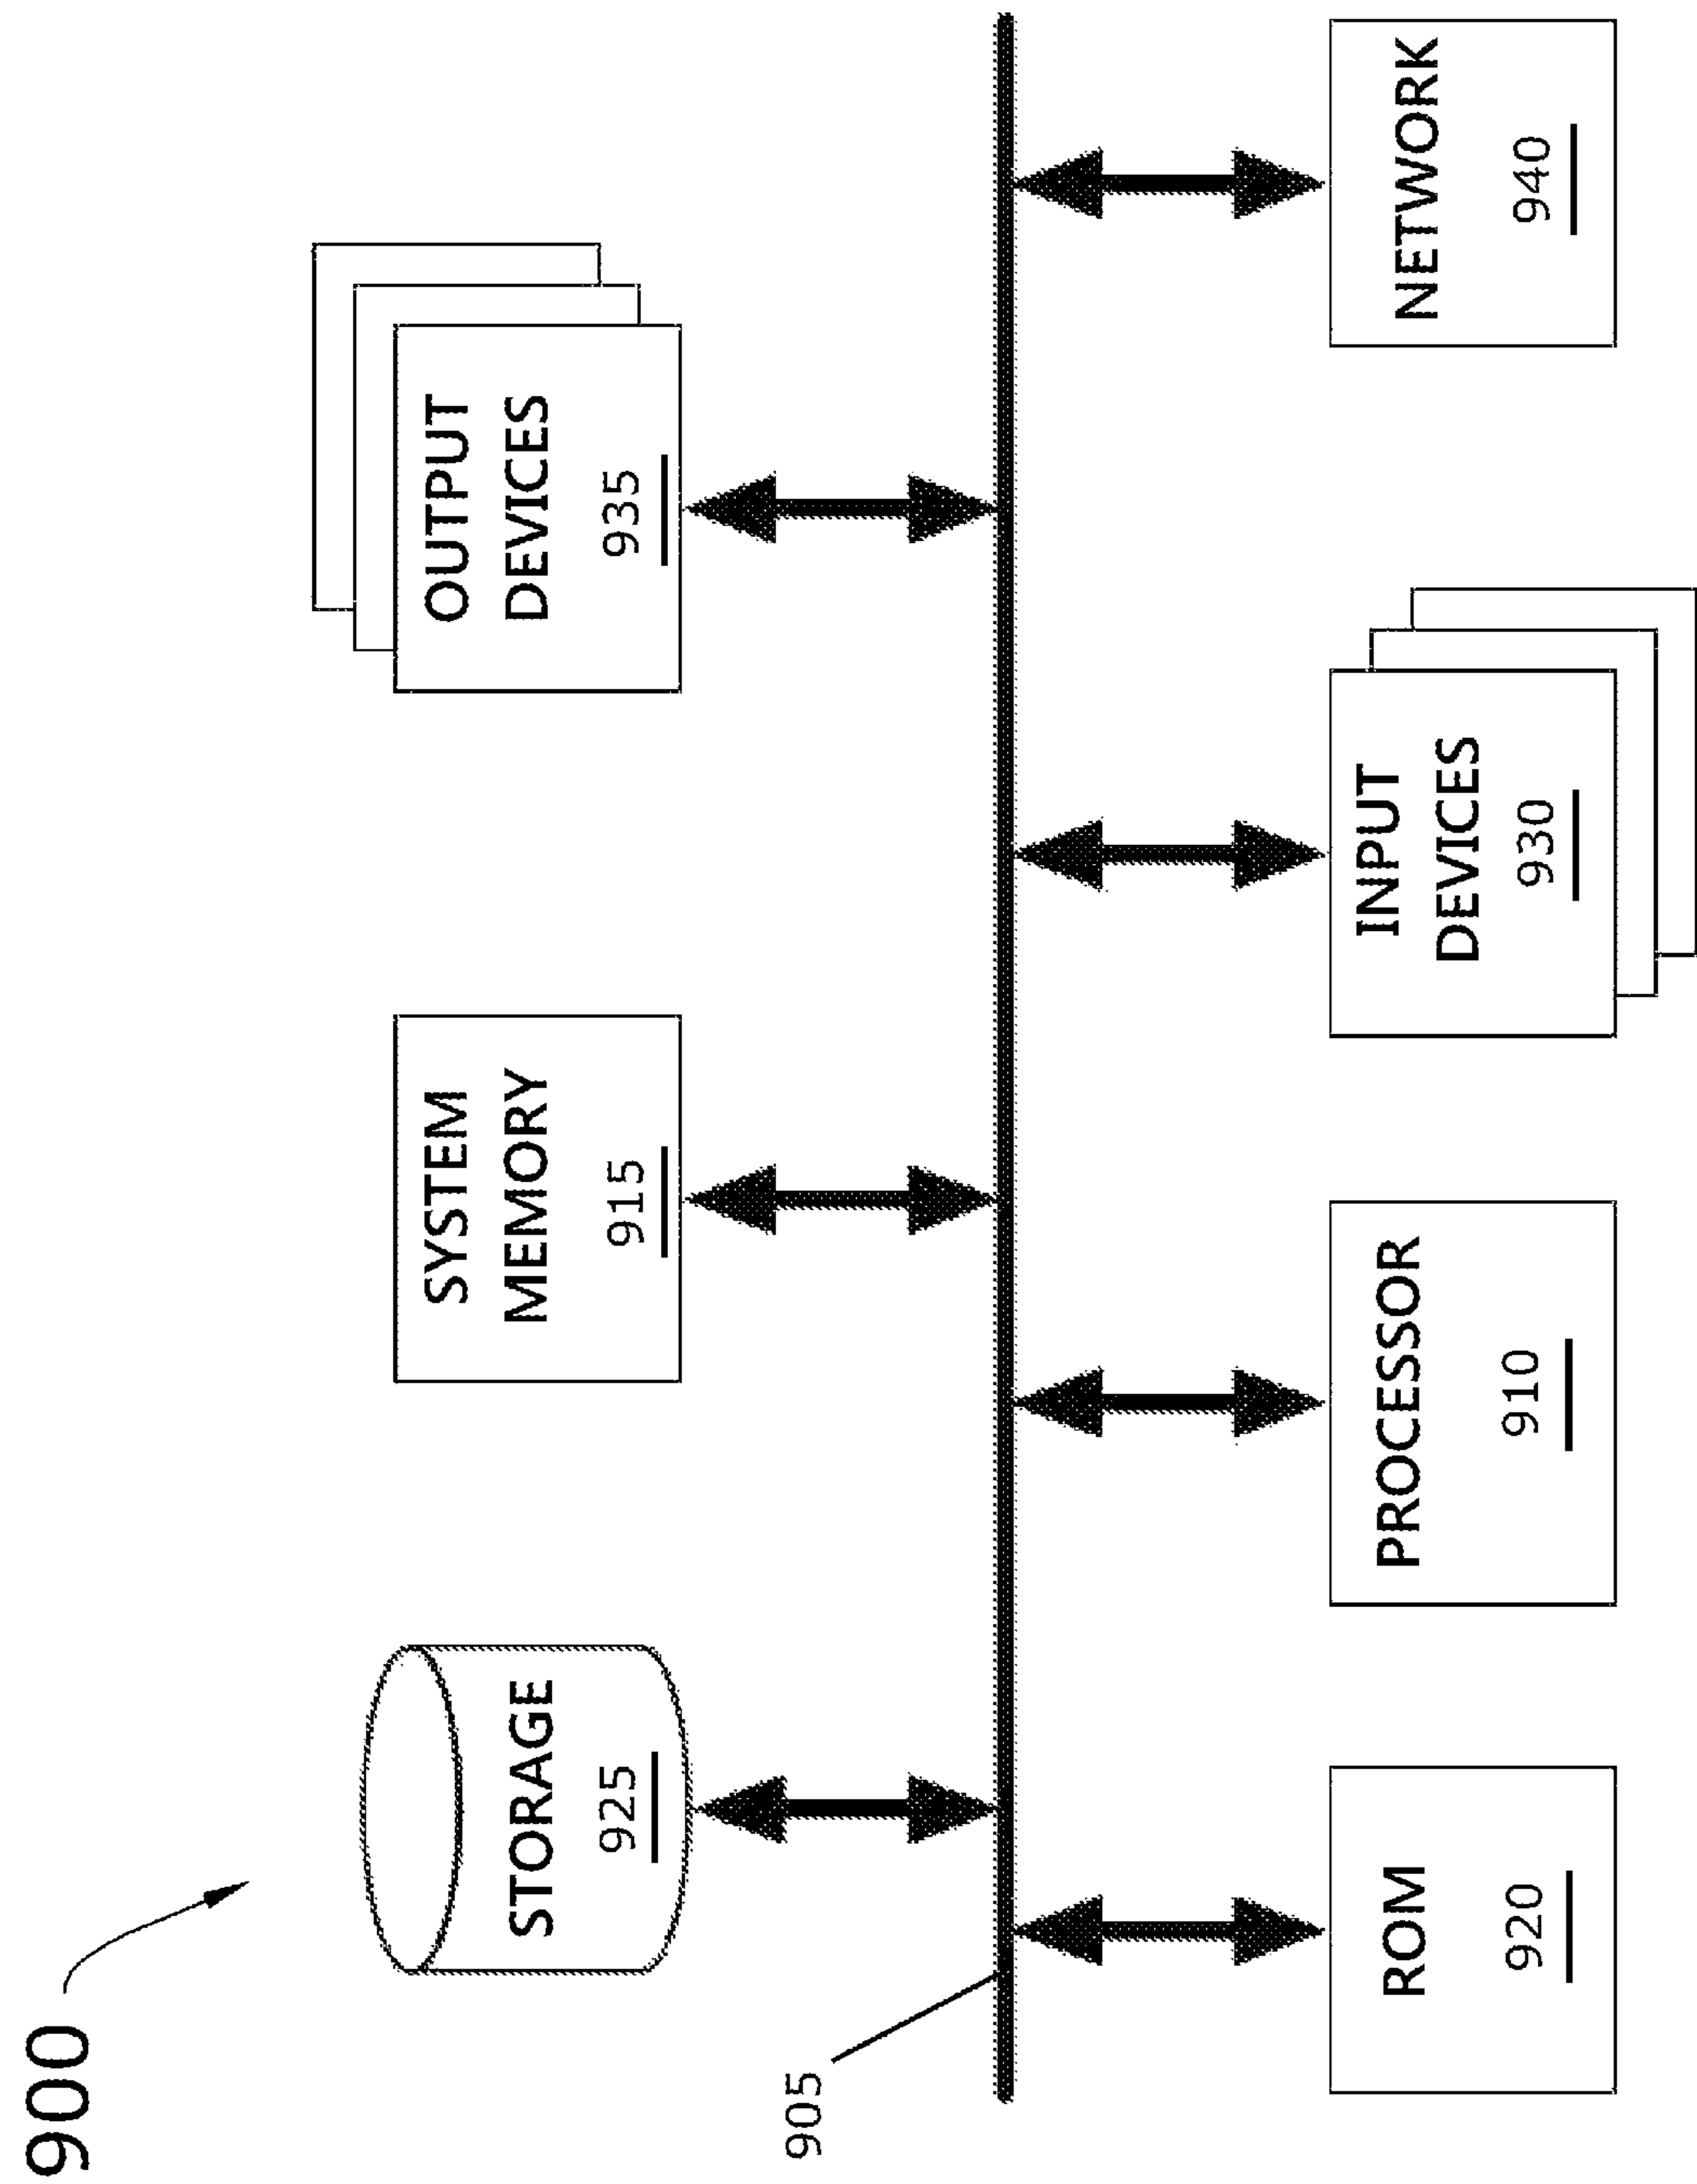 900
STORAGE
925
SYSTEM
MEMORY
915
OUTPUT
DEVICES
935
905
ROM
920
PROCESSOR
910
INPUT
DEVICES
930
NETWORK
940